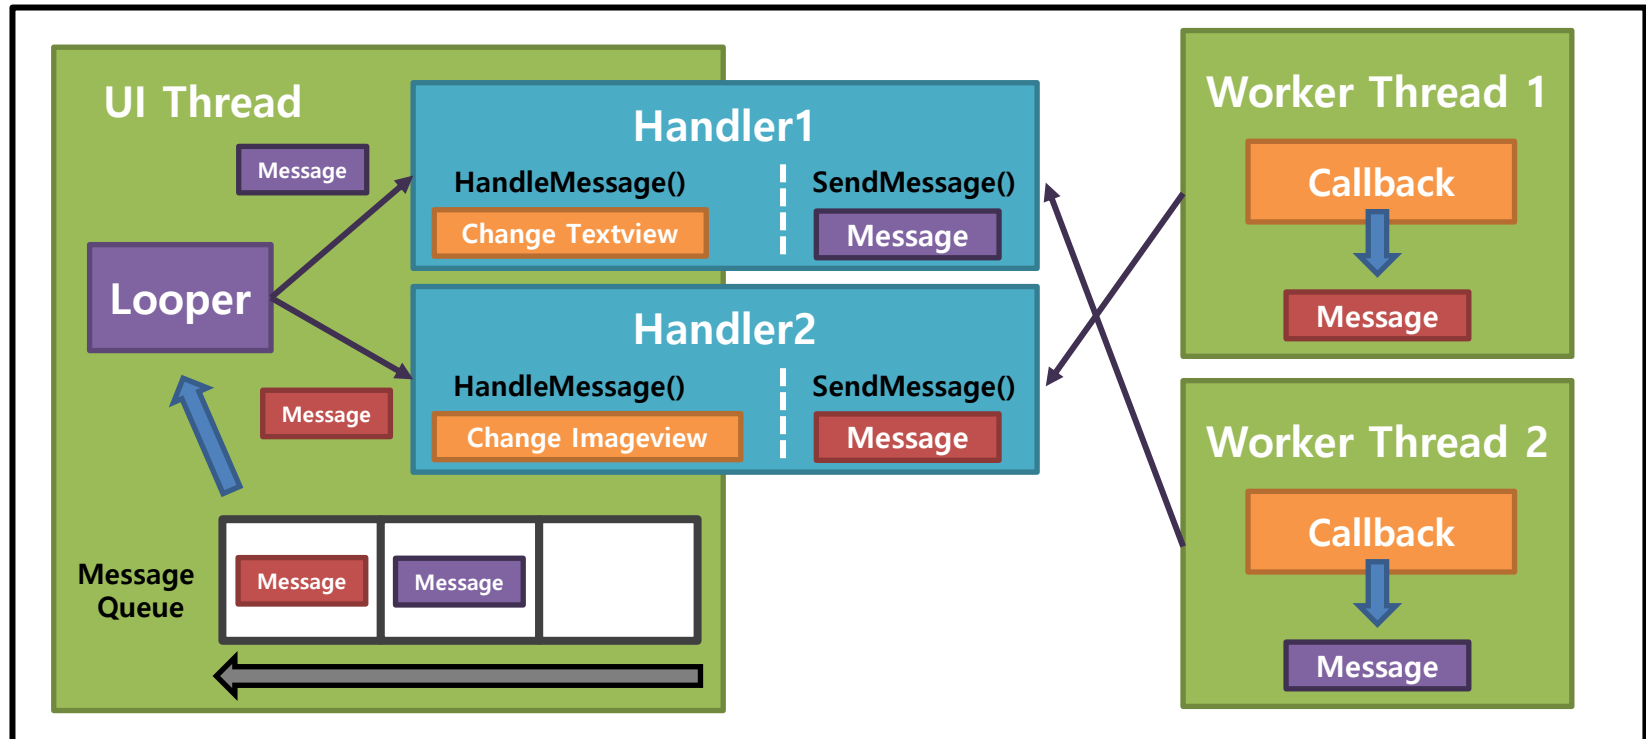 UI Thread
Message
Looper
Message
Message
Queue
Message
Message
Handler1
HandleMessage()
SendMessage()
Change Textview
Message
Handler2
HandleMessage()
SendMessage()
Change Imageview
Message
Worker Thread 1
Callback
Message
Worker Thread 2
Callback
Message